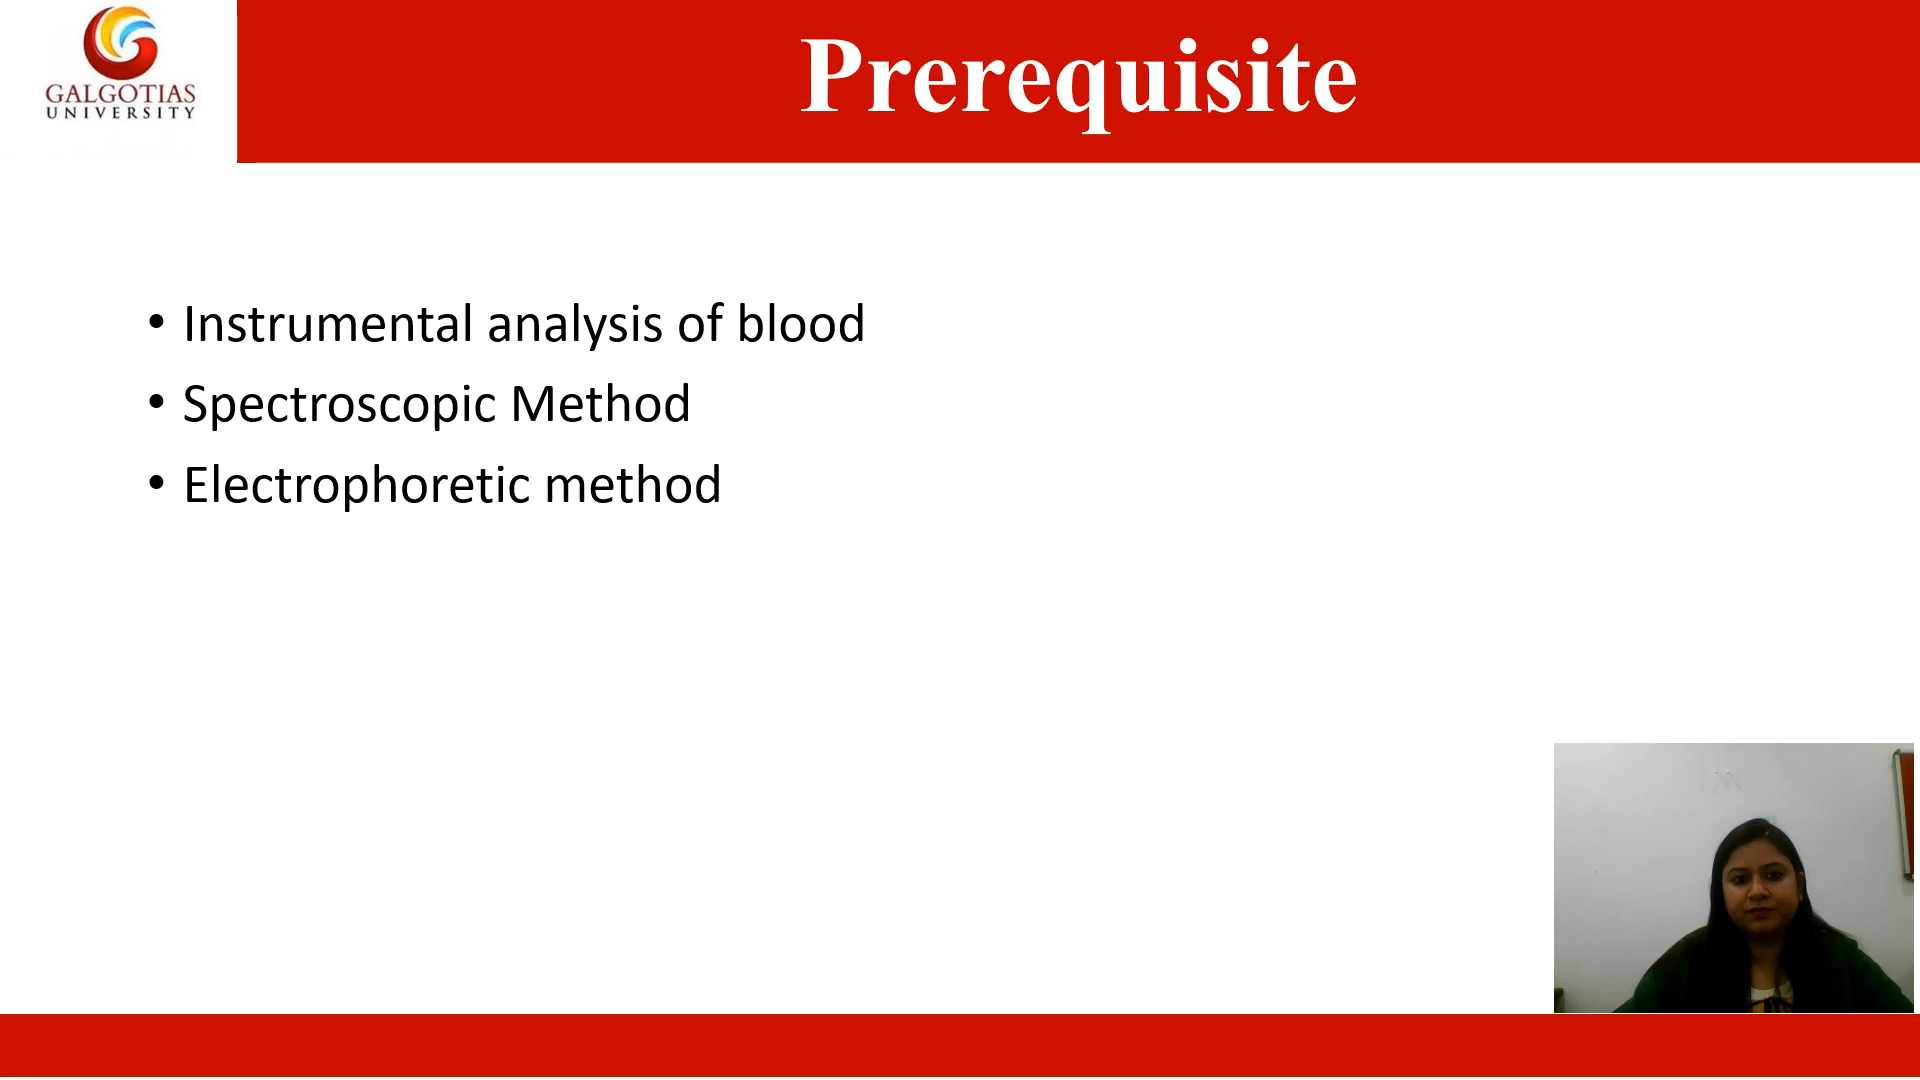 GALGOTIAS
UNIVERSITY
Prerequisite
• Instrumental analysis of blood
• Spectroscopic Method
• Electrophoretic method